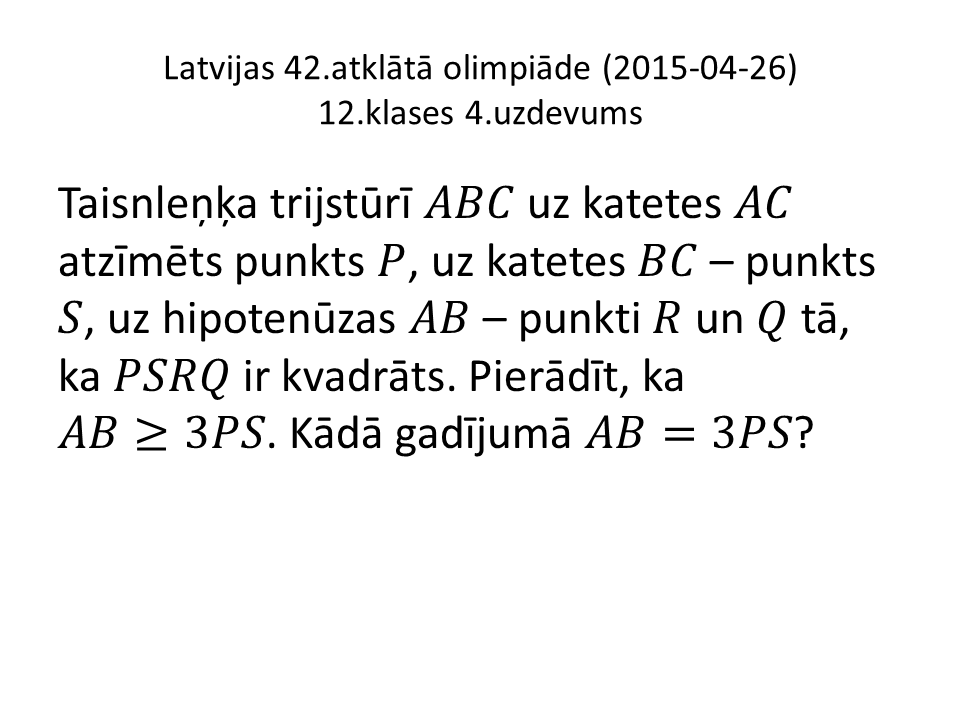 Latvijas 42.atklātā olimpiāde (2015-04-26)
12.klases 4.uzdevums
Taisnleņķa trijstūrī 𝐴𝐵𝐶 uz katetes 𝐴𝐶
atzīmēts punkts 𝑃, uz katetes 𝐵𝐶 – punkts
𝑆, uz hipotenūzas 𝐴𝐵 – punkti 𝑅 un 𝑄 tā,
ka 𝑃𝑆𝑅𝑄 ir kvadrāts. Pierādīt, ka
𝐴𝐵 ≥ 3𝑃𝑆. Kādā gadījumā 𝐴𝐵 = 3𝑃𝑆?